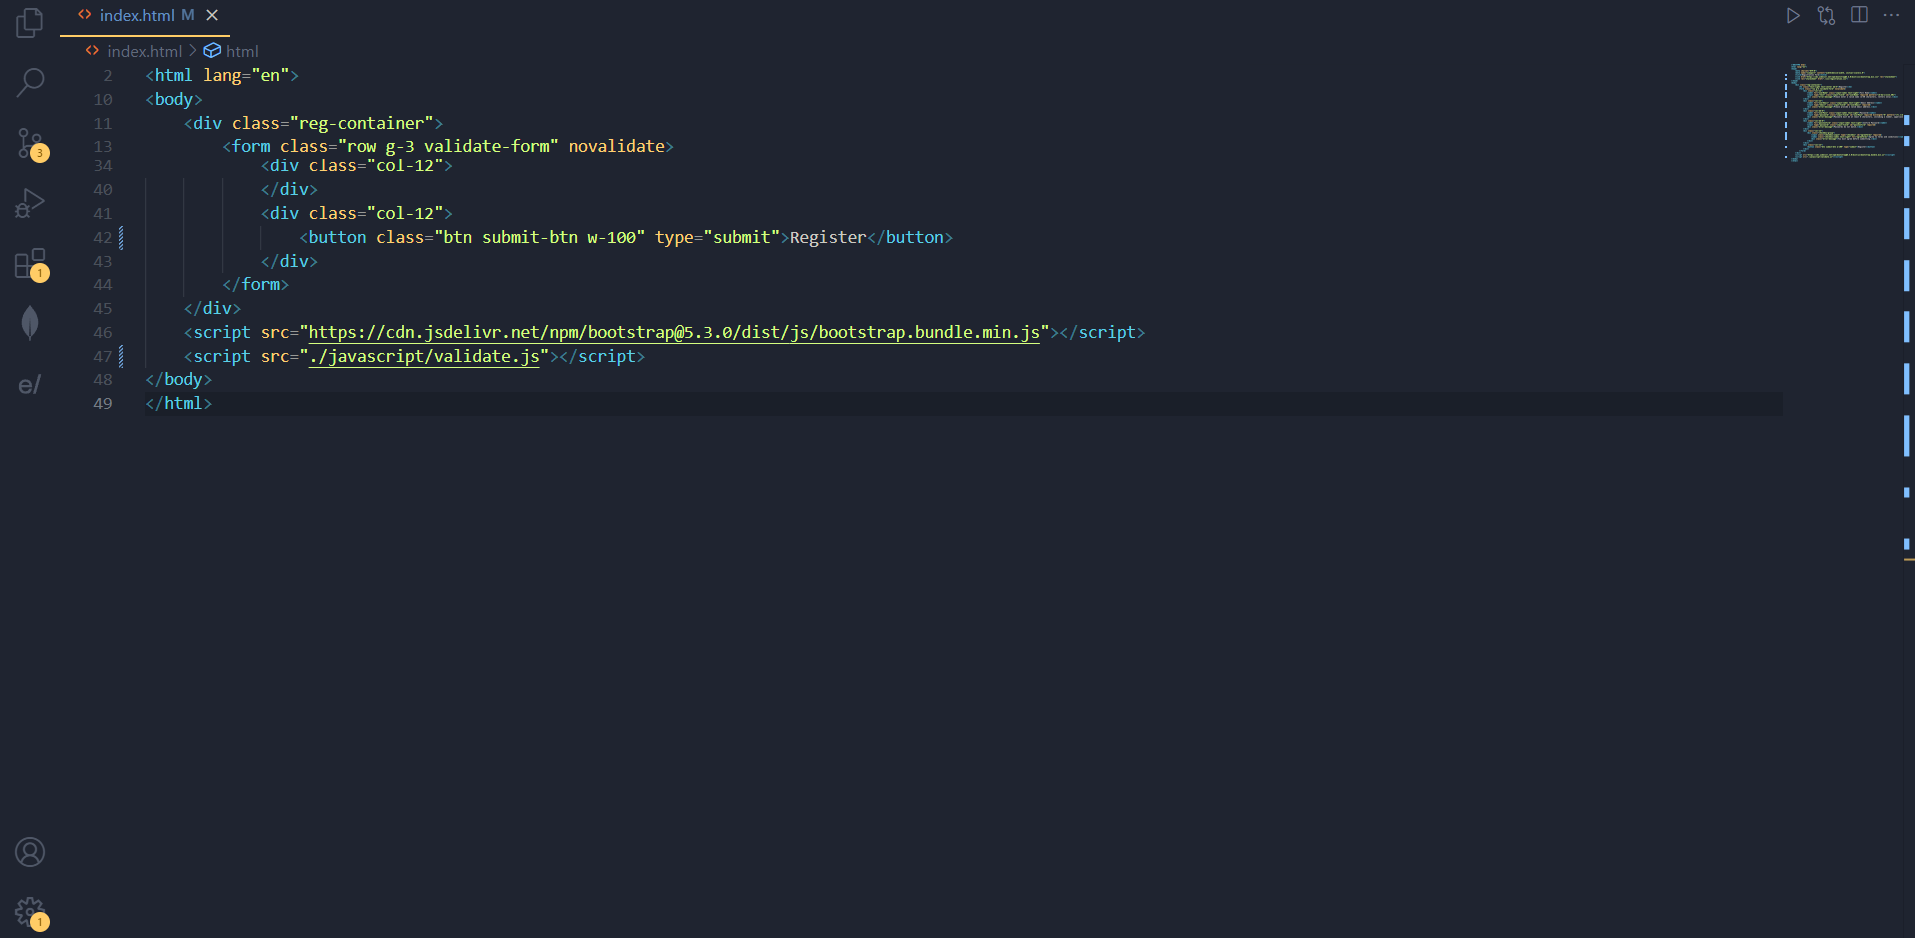 index.html M
index.html > html
2 <html lang="en">
10 <body>
11 <div class="reg-container">
13 <form class="row g-3 validate-form" novalidate>
34 <div class="col-12">
40 </div>
41 <div class="col-12">
42 <button class="btn submit-btn w-100" type="submit">Register</button>
43 </div>
44 </form>
45 </div>
46 <script src="https://cdn.jsdelivr.net/npm/bootstrap@5.3.0/dist/js/bootstrap.bundle.min.js"></script>
47 <script src="./javascript/validate.js"></script>
48 </body>
49 </html>
3
1
e/
1